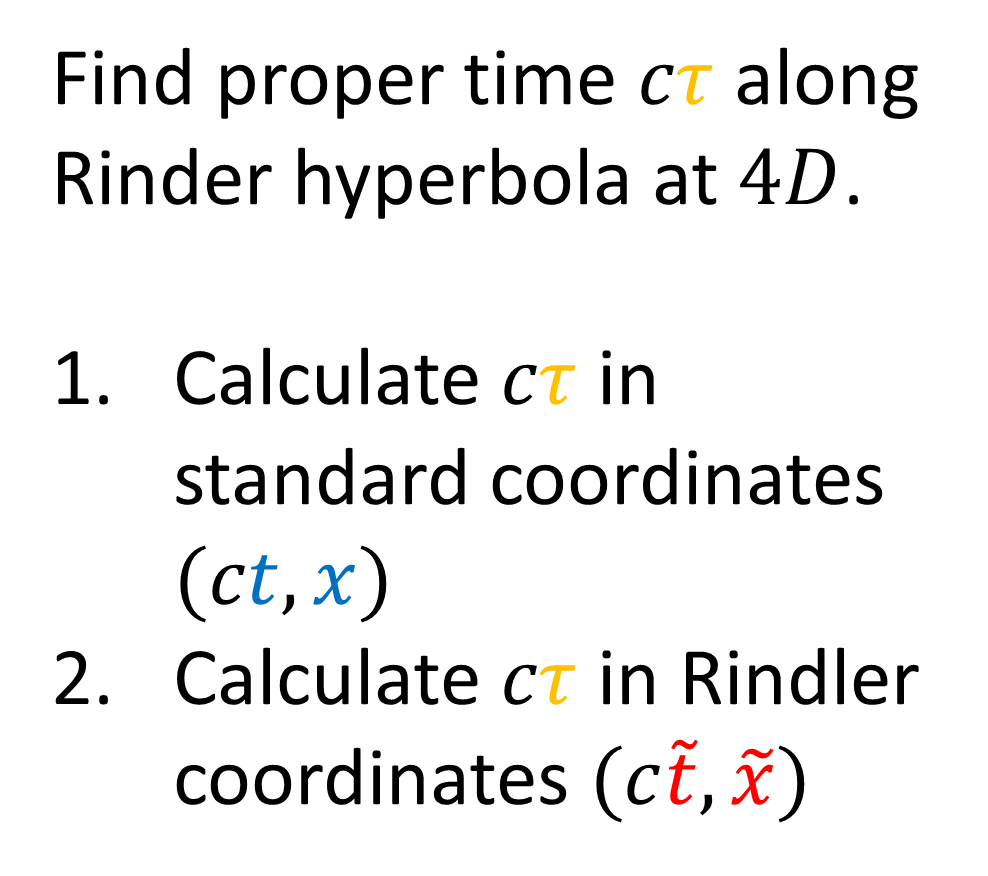 Find proper time cτ along
Rinder hyperbola at 4D.
1. Calculate cτ in
standard coordinates
(ct, x)
2. Calculate cτ in Rindler
coordinates (ct̃, x̃)